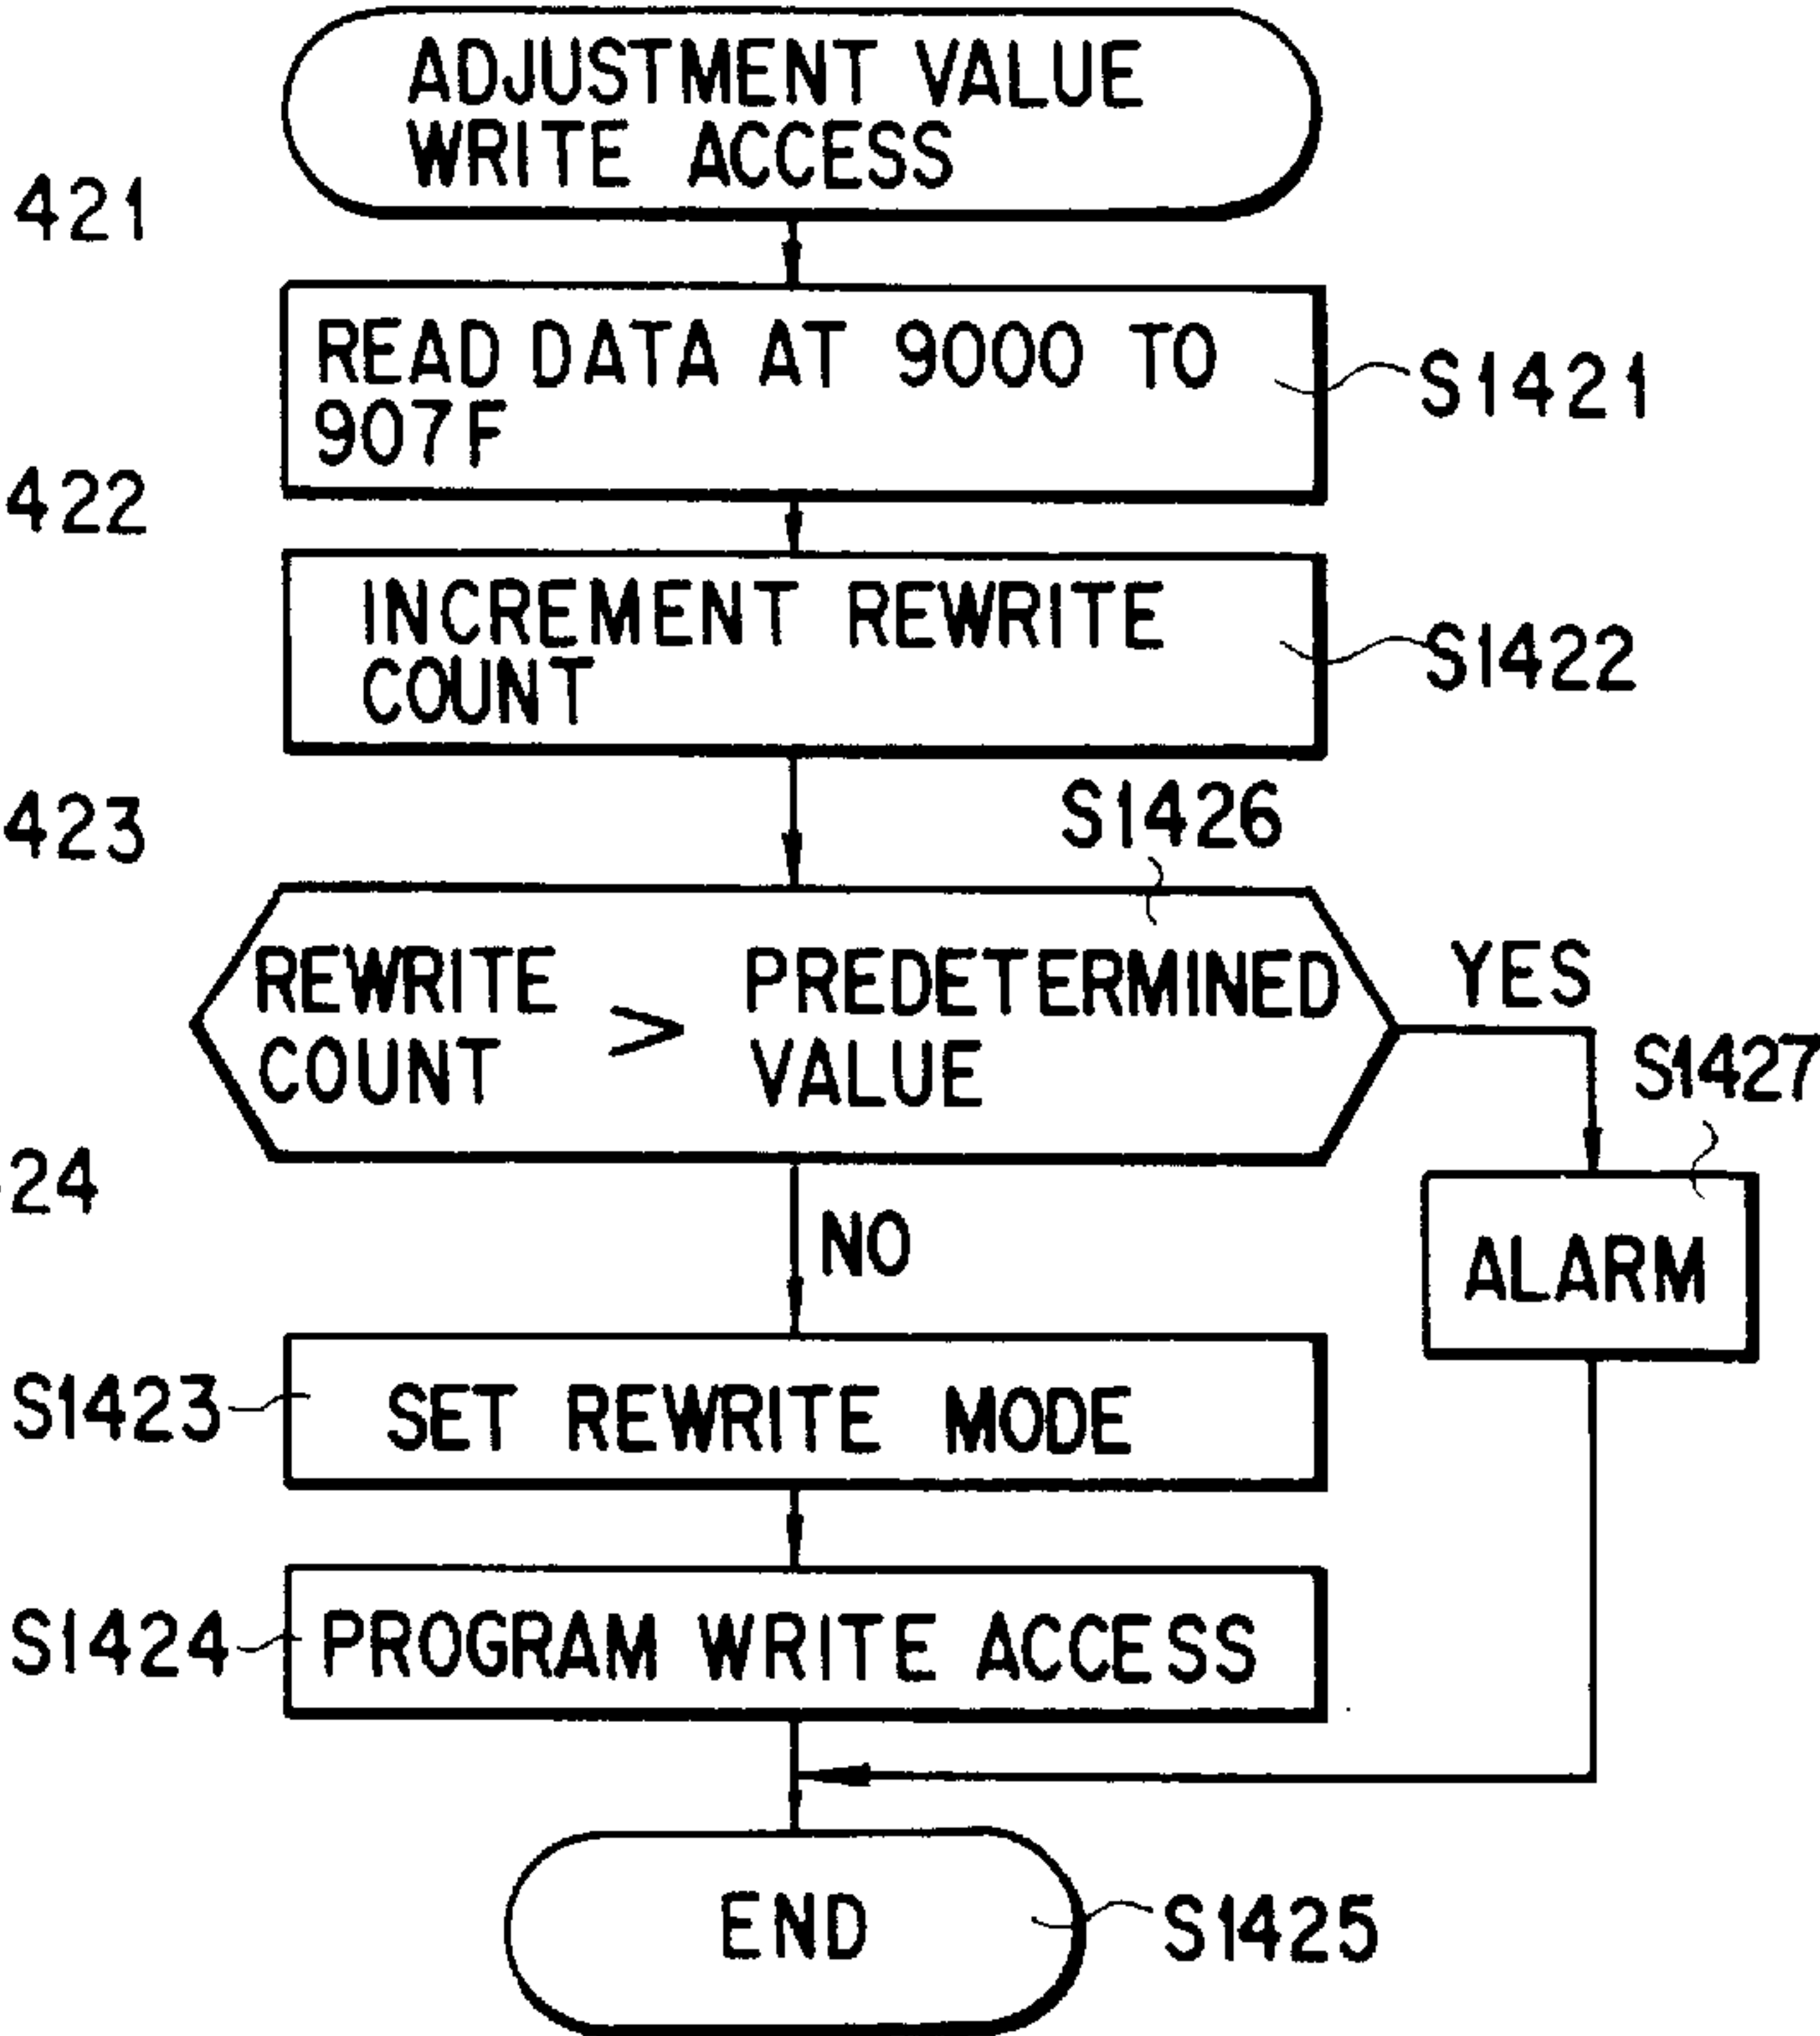 ADJUSTMENT VALUE
WRITE ACCESS
421
READ DATA AT 9000 TO
907F
S1421
422
INCREMENT REWRITE
COUNT
S1422
S1426
423
REWRITE
COUNT
>
PREDETERMINED
VALUE
YES
S1427
24
NO
ALARM
S1423
SET REWRITE MODE
S1424
PROGRAM WRITE ACCESS
END
S1425